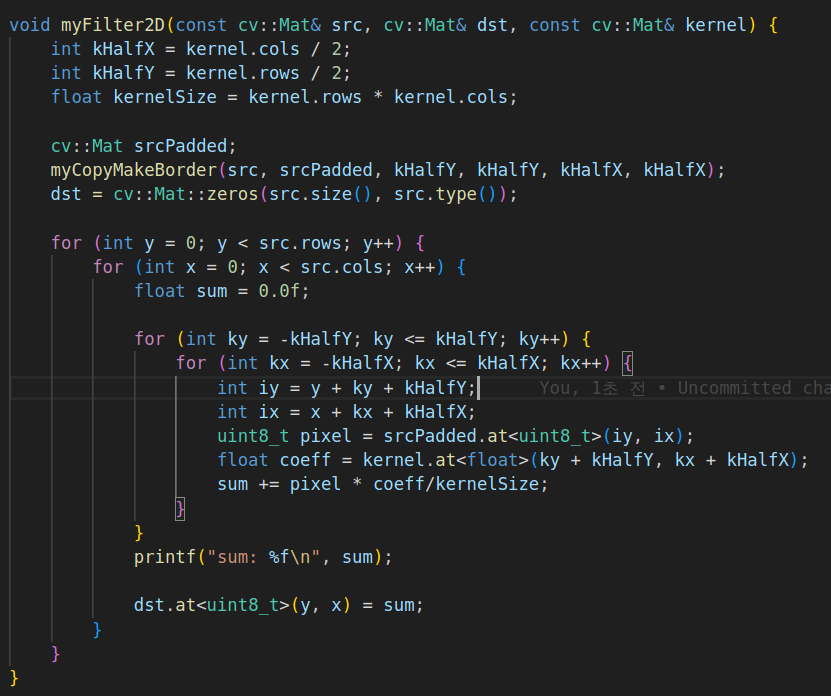 void myFilter2D(const cv::Mat& src, cv::Mat& dst, const cv::Mat& kernel) {
    int kHalfX = kernel.cols / 2;
    int kHalfY = kernel.rows / 2;
    float kernelSize = kernel.rows * kernel.cols;

    cv::Mat srcPadded;
    myCopyMakeBorder(src, srcPadded, kHalfY, kHalfY, kHalfX, kHalfX);
    dst = cv::Mat::zeros(src.size(), src.type());

    for (int y = 0; y < src.rows; y++) {
        for (int x = 0; x < src.cols; x++) {
            float sum = 0.0f;

            for (int ky = -kHalfY; ky <= kHalfY; ky++) {
                for (int kx = -kHalfX; kx <= kHalfX; kx++) {
                    int iy = y + ky + kHalfY;      You, 1초 전 • Uncommitted cha
                    int ix = x + kx + kHalfX;
                    uint8_t pixel = srcPadded.at<uint8_t>(iy, ix);
                    float coeff = kernel.at<float>(ky + kHalfY, kx + kHalfX);
                    sum += pixel * coeff/kernelSize;
                }
            }
            printf("sum: %f\n", sum);

            dst.at<uint8_t>(y, x) = sum;
        }
    }
}